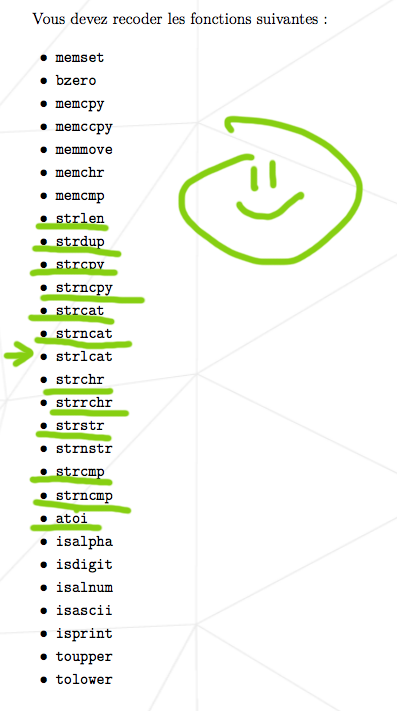 Vous devez recoder les fonctions suivantes :
• memset
• bzero
• memcpy
• memccpy
• memmove
• memchr
• memcmp
• strlen
• strdup
• strcpy
• strncpy
• strcat
• strncat
• strlcat
• strchr
• strrchr
• strstr
• strnstr
• strcmp
• strncmp
• atoi
• isalpha
• isdigit
• isalnum
• isascii
• isprint
• toupper
• tolower